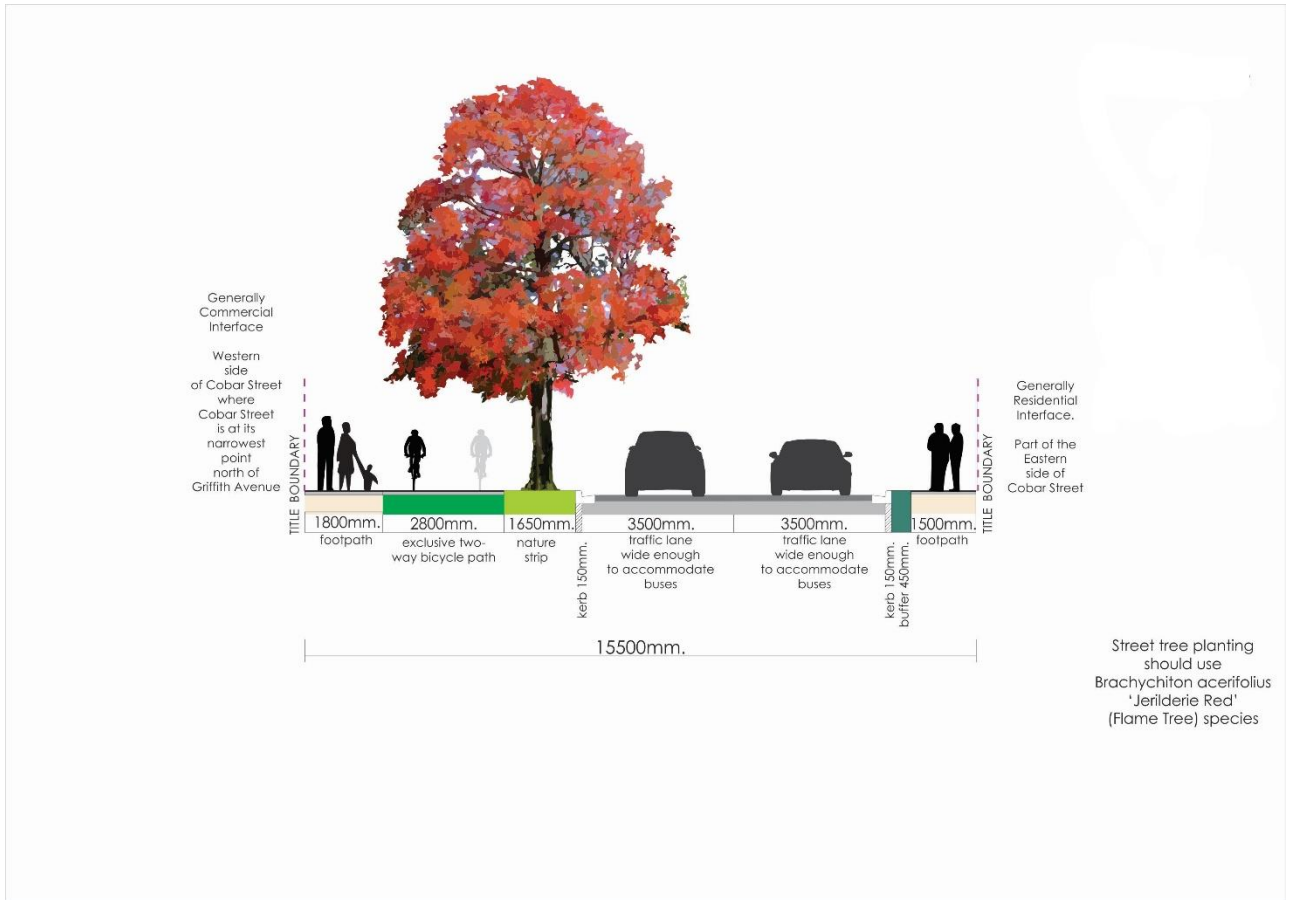 Generally
Commercial
Interface
Western
side
of Cobar Street
where
Cobar Street
is at its
narrowest
point
north of
Griffith Avenue
TITLE BOUNDARY
1800mm.
footpath
2800mm.
exclusive two-
way bicycle path
1650mm.
nature
strip
kerb 150mm.
3500mm.
traffic lane
wide enough
to accommodate
buses
3500mm.
traffic lane
wide enough
to accommodate
buses
kerb 150mm.
buffer 450mm.
1500mm.
footpath
TITLE BOUNDARY
Generally
Residential
Interface.
Part of the
Eastern
side of
Cobar Street
15500mm.
Street tree planting
should use
Brachychiton acerifolius
'Jerilderie Red'
(Flame Tree) species